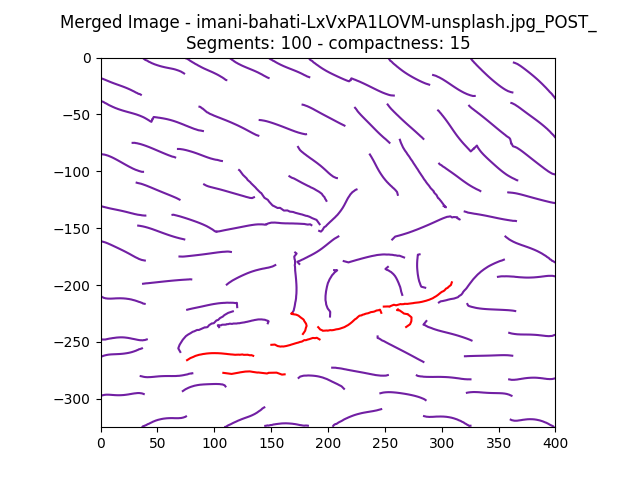 Merged Image - imani-bahati-LxVxPA1LOVM-unsplash.jpg_POST_
Segments: 100 - compactness: 15
0
−50
−100
−150
−200
−250
−300
0 50 100 150 200 250 300 350 400